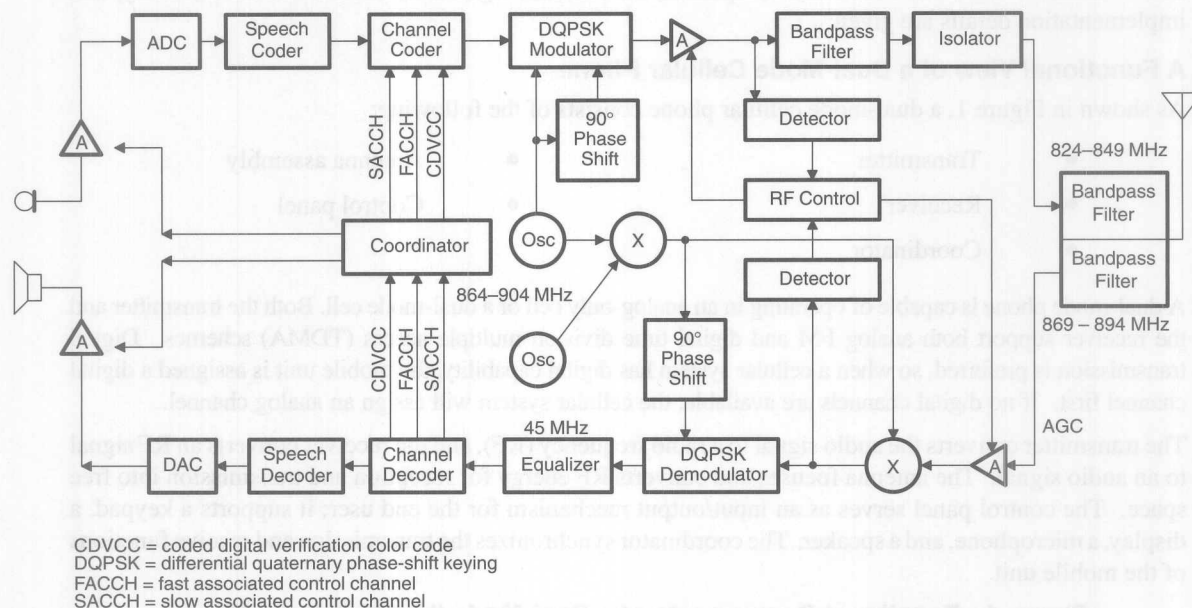 ADC
Speech
Coder
Channel
Coder
DQPSK
Modulator
A
Bandpass
Filter
Isolator
A
SACCH
FACCH
CDVCC
90°
Phase
Shift
Detector
824–849 MHz
RF Control
Bandpass
Filter
Coordinator
Osc
X
Bandpass
Filter
Detector
864–904 MHz
869 – 894 MHz
A
CDVCC
FACCH
SACCH
Osc
90°
Phase
Shift
45 MHz
AGC
DAC
Speech
Decoder
Channel
Decoder
Equalizer
DQPSK
Demodulator
X
A
CDVCC = coded digital verification color code
DQPSK = differential quaternary phase-shift keying
FACCH = fast associated control channel
SACCH = slow associated control channel